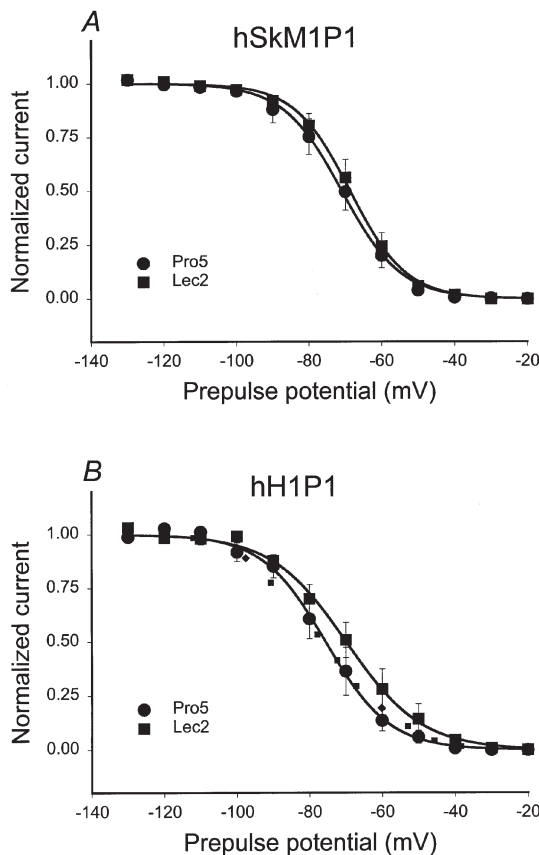 A
hSkM1P1
Normalized current
1.00
0.75
0.50
0.25
0.00
Pro5
Lec2
-140 -120 -100 -80 -60 -40 -20
Prepulse potential (mV)
B
hH1P1
Normalized current
1.00
0.75
0.50
0.25
0.00
Pro5
Lec2
-140 -120 -100 -80 -60 -40 -20
Prepulse potential (mV)